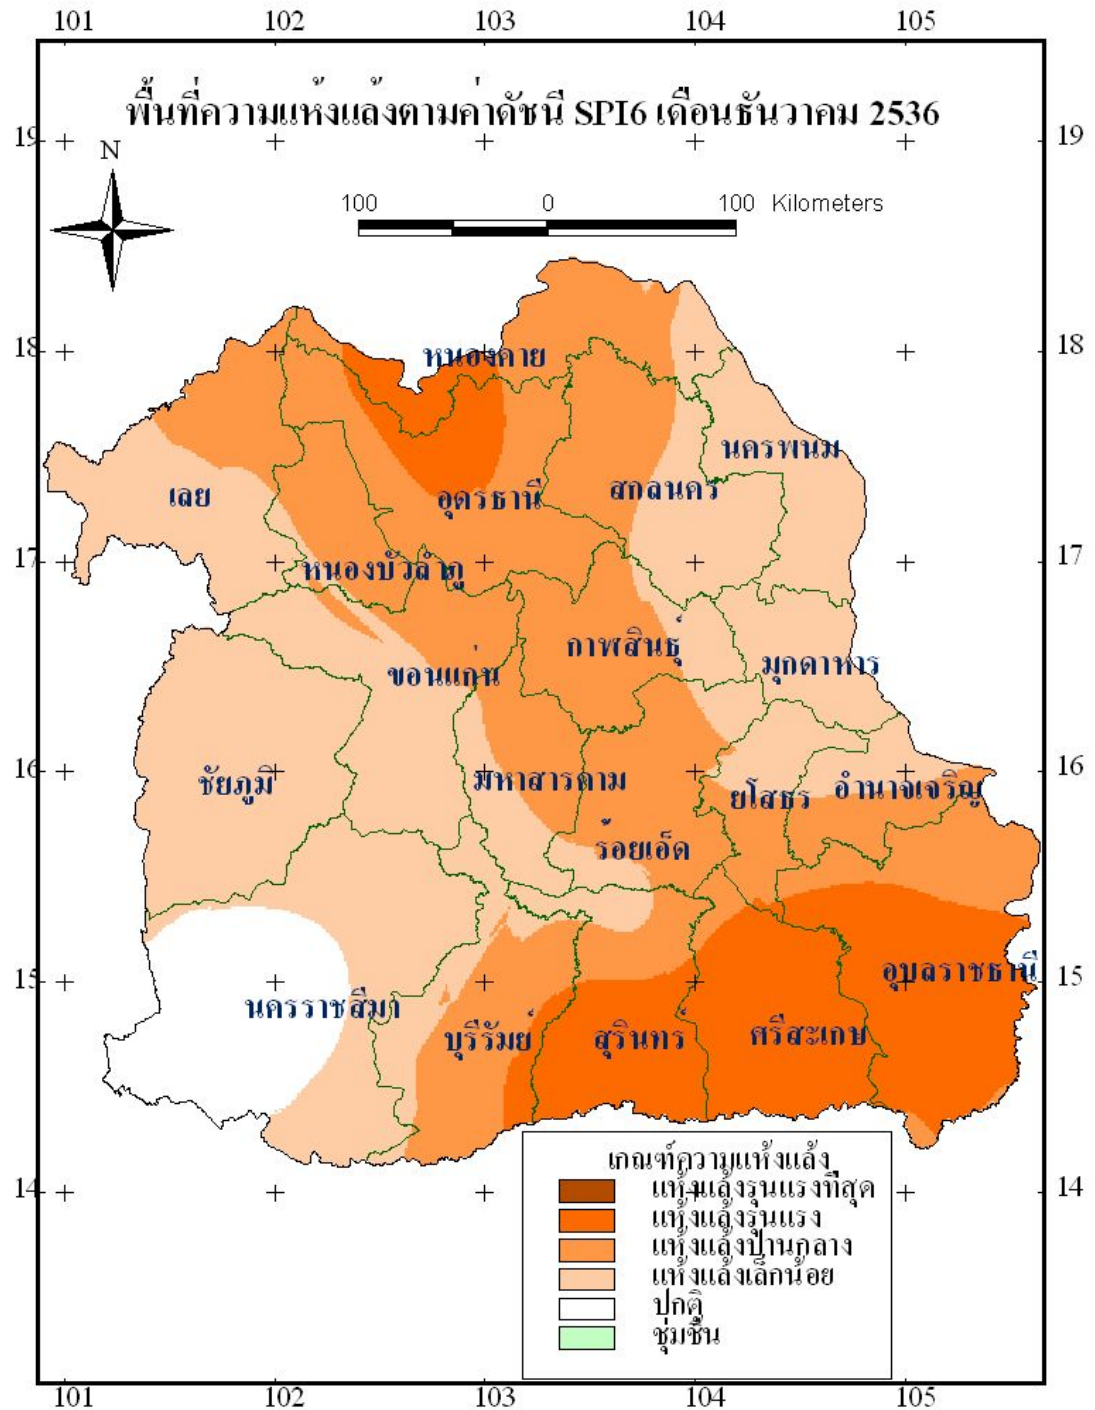 101 102 103 104 105
พื้นที่ความแห้งแล้งตามค่าดัชนี SPI6 เดือนธันวาคม 2536
19 19
N
100 0 100 Kilometers
18 18
หนองคาย
นครพนม
เลย อุดรธานี สกลนคร
17 17
หนองบัวลำภู
กาฬสินธุ์
มุกดาหาร
ขอนแก่น
16 16
ชัยภูมิ มหาสารคาม ยโสธร อำนาจเจริญ
ร้อยเอ็ด
15 15
อุบลราชธานี
นครราชสีมา
บุรีรัมย์ สุรินทร์ ศรีสะเกษ
เกณฑ์ความแห้งแล้ง
14 14
แห้งแล้งรุนแรงที่สุด
แห้งแล้งรุนแรง
แห้งแล้งปานกลาง
แห้งแล้งเล็กน้อย
ปกติ
ชุ่มชื้น
101 102 103 104 105